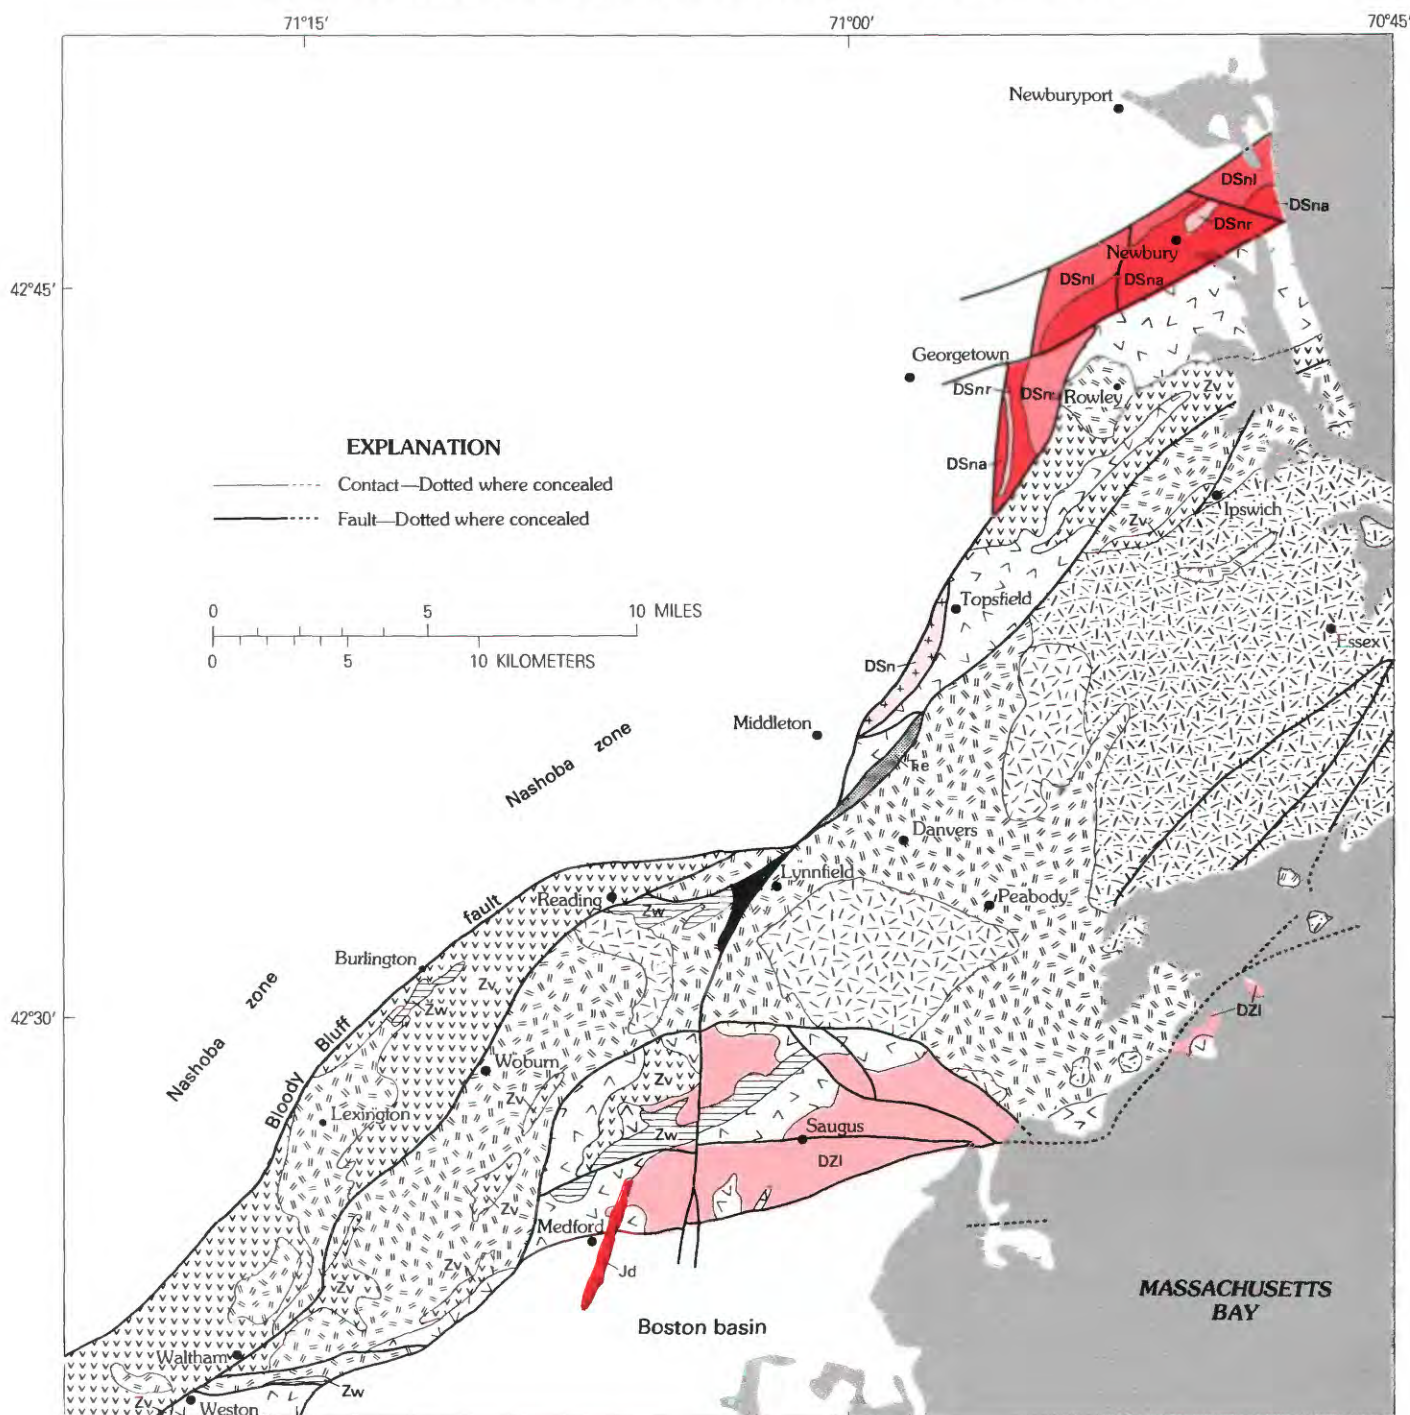 71°15′
71°00′
70°45′
Newburyport
DSnl
DSna
DSnr
Newbury
42°45′
DSnl
DSna
Georgetown
DSnr
DSnr
Rowley
Zv
EXPLANATION
DSna
Contact—Dotted where concealed
Ipswich
Fault—Dotted where concealed
Zv
0 5 10 MILES
Topsfield
Essex
0 5 10 KILOMETERS
DSn
Middleton
Nashoba zone
Ƭe
Danvers
Lynnfield
Reading
Peabody
Zw
fault
Burlington
Nashoba zone
Zv
Zw
42°30′
DZl
Bluff
Woburn
Zv
Zv
Bloody
Lexington
Saugus
Zw
DZl
Zv
Medford
Zv
Jd
Zv
MASSACHUSETTS
BAY
Boston basin
Waltham
Zw
Zv
Weston